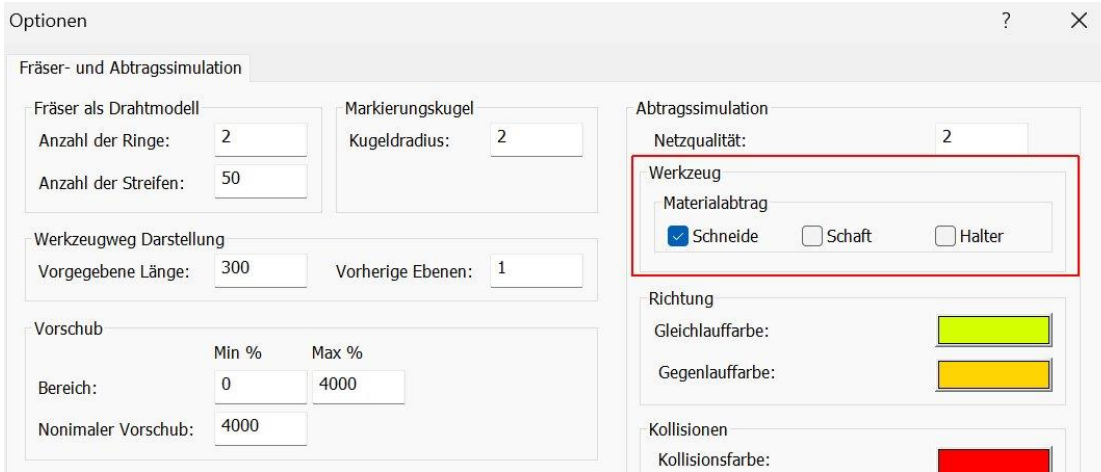 Optionen
?
Fräser- und Abtragssimulation
Fräser als Drahtmodell
Anzahl der Ringe: 2
Anzahl der Streifen: 50
Markierungskugel
Kugeldradius: 2
Werkzeugweg Darstellung
Vorgegebene Länge: 300 Vorherige Ebenen: 1
Vorschub
Min % Max %
Bereich: 0 4000
Nonimaler Vorschub: 4000
Abtragssimulation
Netzqualität: 2
Werkzeug
Materialabtrag
Schneide Schaft Halter
Richtung
Gleichlauffarbe:
Gegenlauffarbe:
Kollisionen
Kollisionsfarbe: